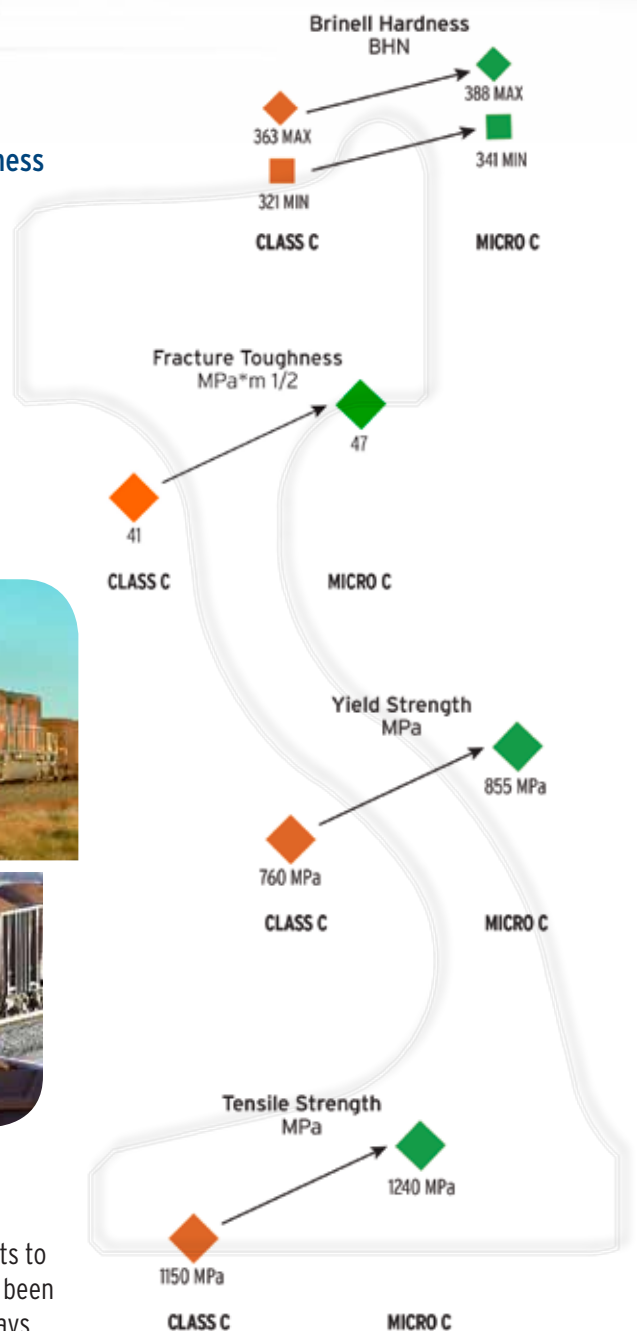 Brinell Hardness
BHN
388 MAX
363 MAX
341 MIN
321 MIN
CLASS C MICRO C
Fracture Toughness
MPa*m 1/2
47
41
CLASS C MICRO C
Yield Strength
MPa
855 MPa
760 MPa
CLASS C MICRO C
Tensile Strength
MPa
1240 MPa
1150 MPa
CLASS C MICRO C
ts to
been